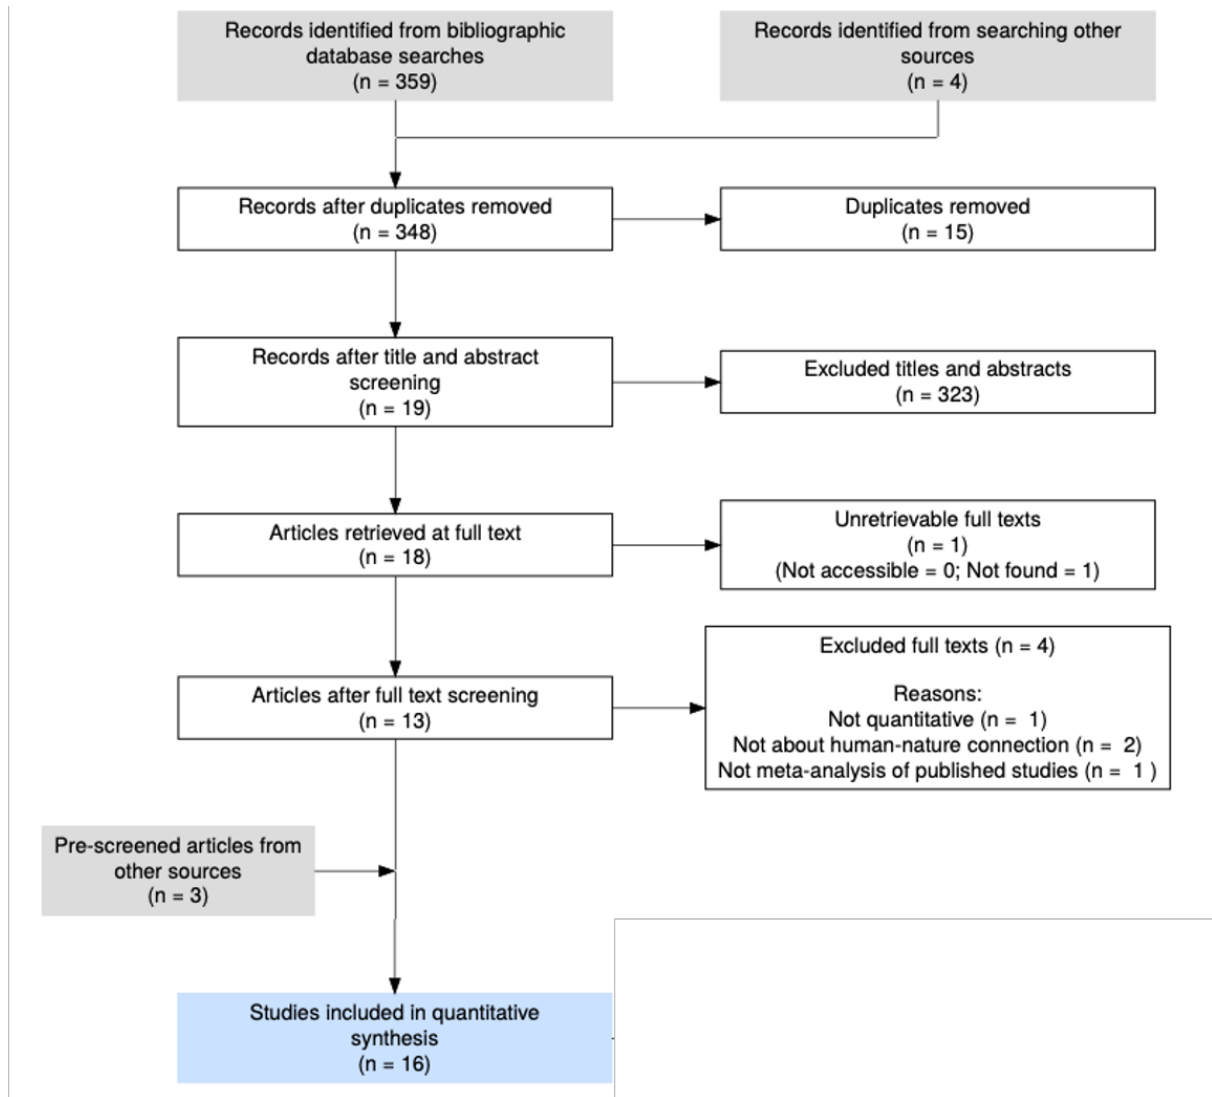 Records identified from bibliographic
database searches
(n = 359)
Records identified from searching other
sources
(n = 4)
Records after duplicates removed
(n = 348)
Duplicates removed
(n = 15)
Records after title and abstract
screening
(n = 19)
Excluded titles and abstracts
(n = 323)
Articles retrieved at full text
(n = 18)
Unretrievable full texts
(n = 1)
(Not accessible = 0; Not found = 1)
Articles after full text screening
(n = 13)
Excluded full texts (n = 4)
Reasons:
Not quantitative (n =  1)
Not about human-nature connection (n =  2)
Not meta-analysis of published studies (n =  1 )
Pre-screened articles from
other sources
(n = 3)
Studies included in quantitative
synthesis
(n = 16)